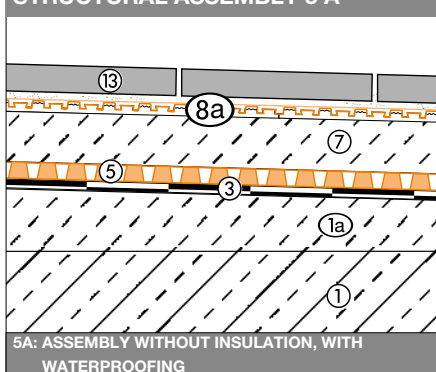 STRUCTURAL ASSEMBLY 5 A
13
8a
7
5
3
1a
1
5A: ASSEMBLY WITHOUT INSULATION, WITH
WATERPROOFING